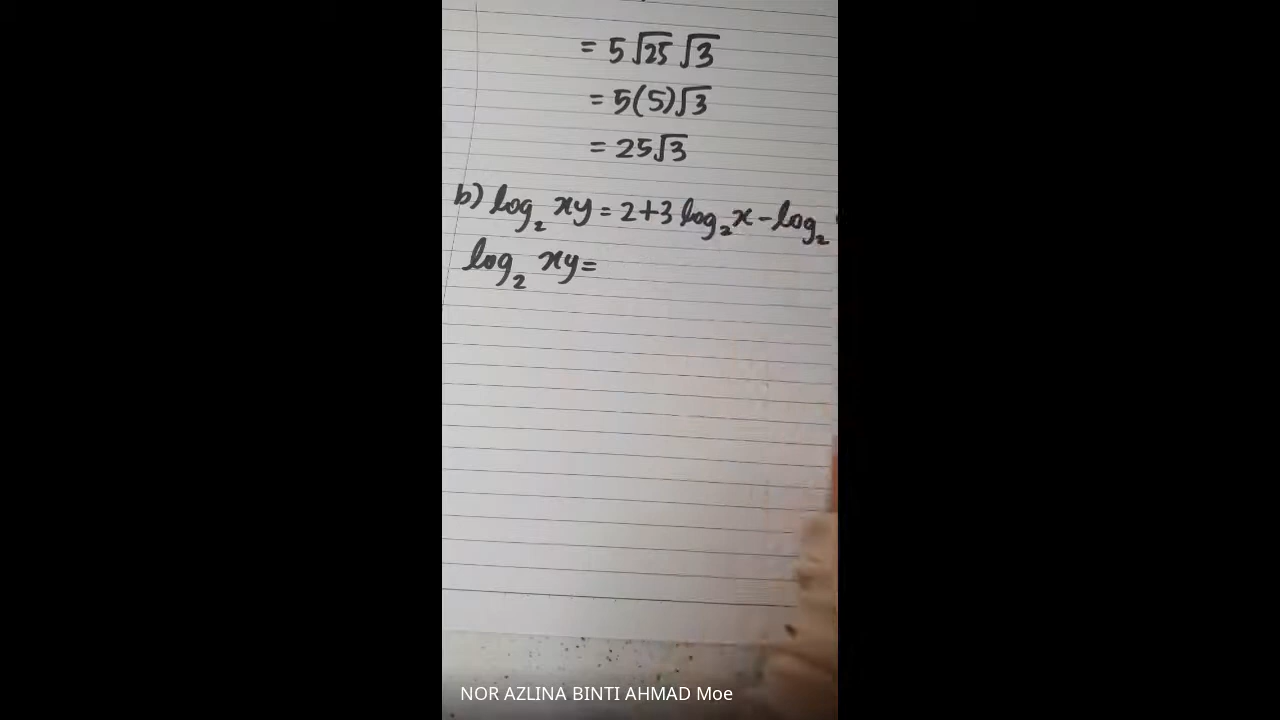 = 5√25 √3
= 5(5)√3
= 25√3
b) log₂ xy = 2+3 log₂x - log₂
log₂ xy =
NOR AZLINA BINTI AHMAD Moe